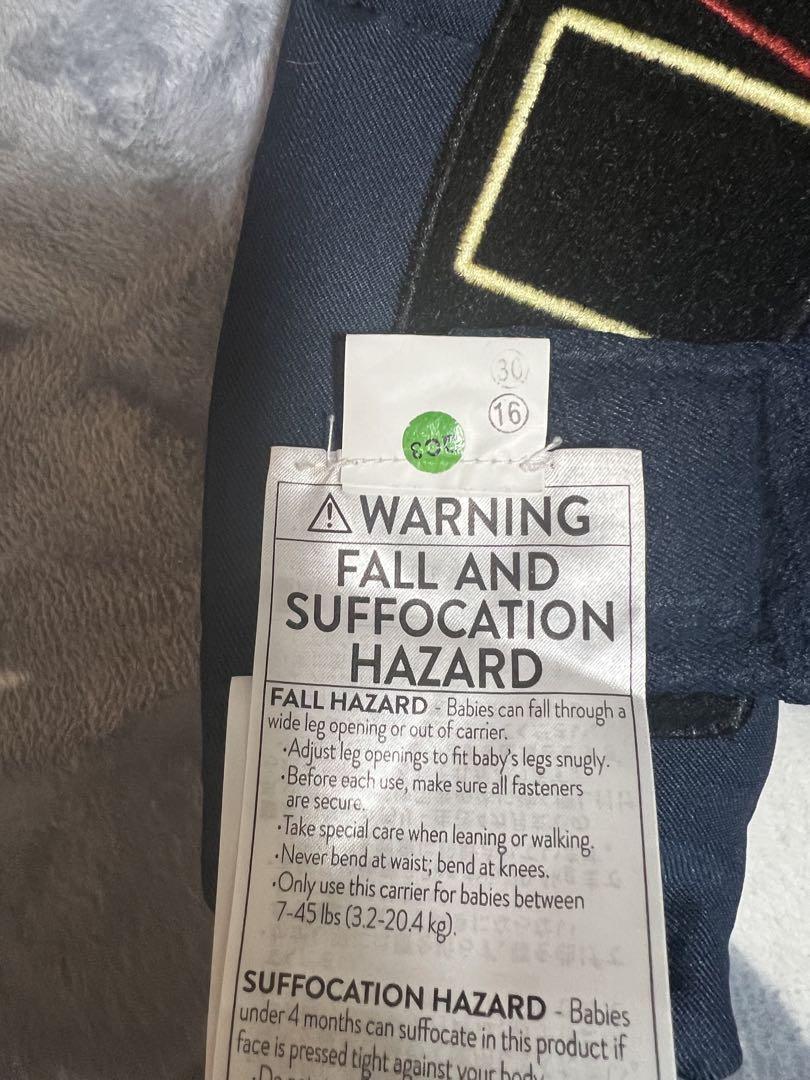 30
16
WARNING
FALL AND
SUFFOCATION
HAZARD
FALL HAZARD - Babies can fall through a
wide leg opening or out of carrier.
·Adjust leg openings to fit baby's legs snugly.
·Before each use, make sure all fasteners
are secure.
·Take special care when leaning or walking.
·Never bend at waist; bend at knees.
·Only use this carrier for babies between
7-45 lbs (3.2-20.4 kg).
SUFFOCATION HAZARD - Babies
under 4 months can suffocate in this product if
face is pressed tight against your body.